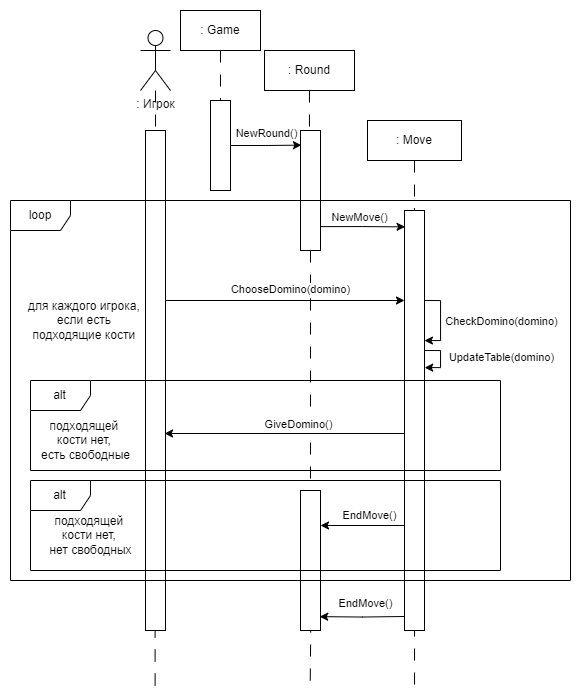 : Game
: Round
: Игрок
NewRound()
: Move
loop
NewMove()
ChooseDomino(domino)
для каждого игрока,
если есть
подходящие кости
CheckDomino(domino)
UpdateTable(domino)
alt
подходящей
кости нет,
есть свободные
GiveDomino()
alt
подходящей
кости нет,
нет свободных
EndMove()
EndMove()